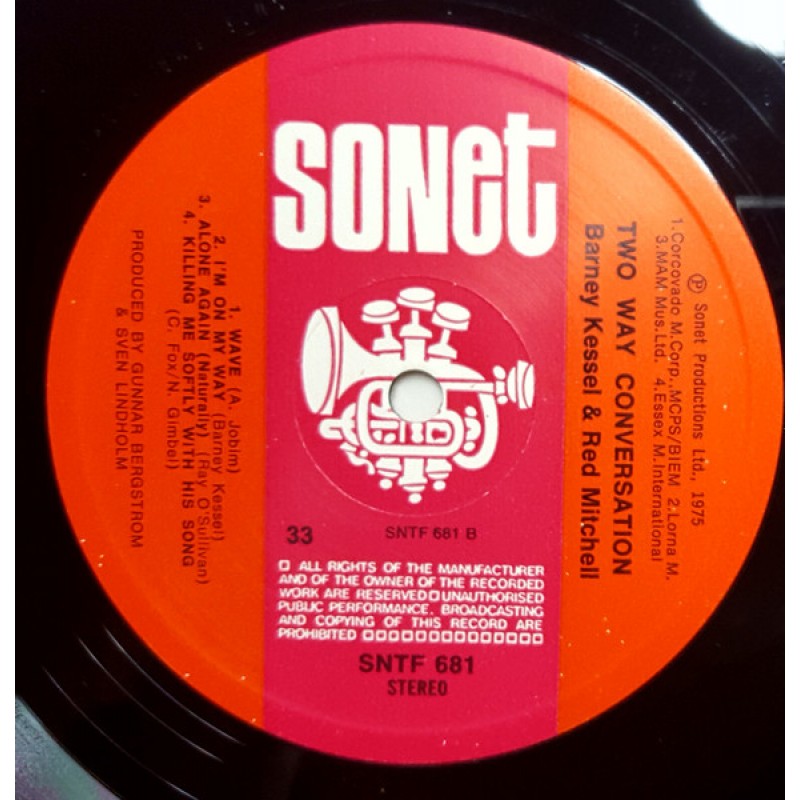 SONet
℗ Sonet Productions Ltd., 1975
1.Corcovado M.Corp.,MCPS/BIEM 2.Lorna M.
3.MAM Mus.Ltd. 4.Essex M.International
TWO WAY CONVERSATION
Barney Kessel & Red Mitchell
1. WAVE (A. Jobim)
2. I'M ON MY WAY (Barney Kessel)
3. ALONE AGAIN (Naturally) (Ray O'Sullivan)
4. KILLING ME SOFTLY WITH HIS SONG
(C. Fox/N. Gimbel)
PRODUCED BY GUNNAR BERGSTROM
& SVEN LINDHOLM
33
SNTF 681 B
ALL RIGHTS OF THE MANUFACTURER
AND OF THE OWNER OF THE RECORDED
WORK ARE RESERVED UNAUTHORISED
PUBLIC PERFORMANCE, BROADCASTING
AND COPYING OF THIS RECORD ARE
PROHIBITED
SNTF 681
STEREO